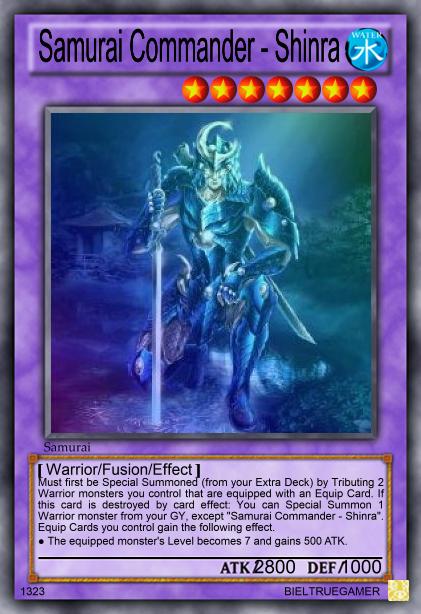 Samurai Commander - Shinra
WATER
水
Samurai
[ Warrior/Fusion/Effect ]
Must first be Special Summoned (from your Extra Deck) by Tributing 2
Warrior monsters you control that are equipped with an Equip Card. If
this card is destroyed by card effect: You can Special Summon 1
Warrior monster from your GY, except "Samurai Commander - Shinra".
Equip Cards you control gain the following effect.
● The equipped monster's Level becomes 7 and gains 500 ATK.
ATK/2800 DEF/1000
1323 BIELTRUEGAMER